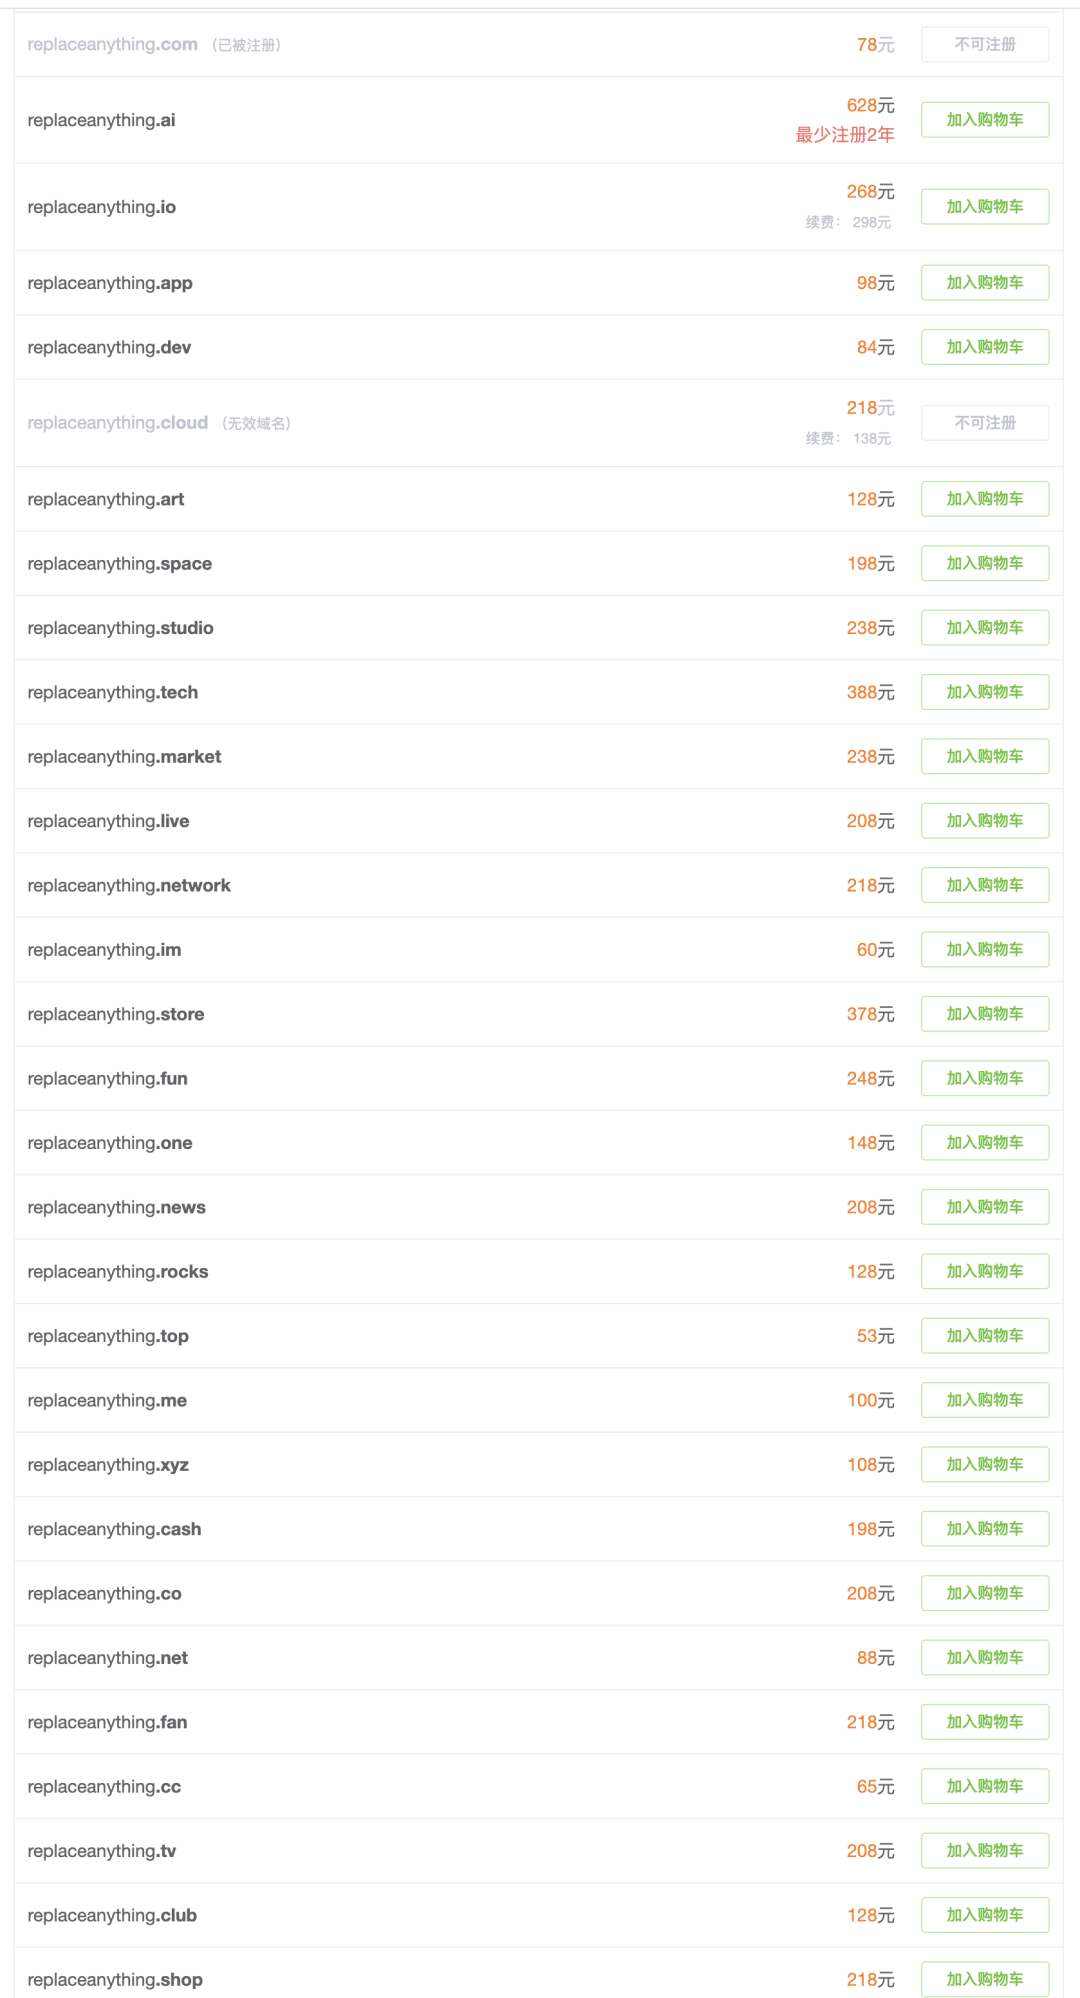 replaceanything.com （已被注册） 78元 不可注册
replaceanything.ai 628元 加入购物车
最少注册2年
replaceanything.io 268元 加入购物车
续费： 298元
replaceanything.app 98元 加入购物车
replaceanything.dev 84元 加入购物车
replaceanything.cloud （无效域名） 218元 不可注册
续费： 138元
replaceanything.art 128元 加入购物车
replaceanything.space 198元 加入购物车
replaceanything.studio 238元 加入购物车
replaceanything.tech 388元 加入购物车
replaceanything.market 238元 加入购物车
replaceanything.live 208元 加入购物车
replaceanything.network 218元 加入购物车
replaceanything.im 60元 加入购物车
replaceanything.store 378元 加入购物车
replaceanything.fun 248元 加入购物车
replaceanything.one 148元 加入购物车
replaceanything.news 208元 加入购物车
replaceanything.rocks 128元 加入购物车
replaceanything.top 53元 加入购物车
replaceanything.me 100元 加入购物车
replaceanything.xyz 108元 加入购物车
replaceanything.cash 198元 加入购物车
replaceanything.co 208元 加入购物车
replaceanything.net 88元 加入购物车
replaceanything.fan 218元 加入购物车
replaceanything.cc 65元 加入购物车
replaceanything.tv 208元 加入购物车
replaceanything.club 128元 加入购物车
replaceanything.shop 218元 加入购物车